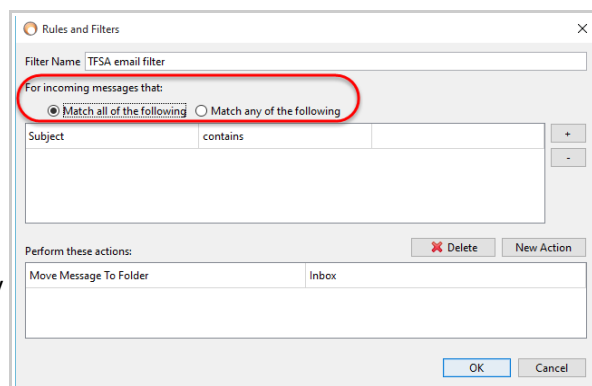 Rules and Filters
Filter Name TFSA email filter
For incoming messages that:
Match all of the following Match any of the following
Subject contains
+
-
Perform these actions: Delete New Action
Move Message To Folder Inbox
OK Cancel